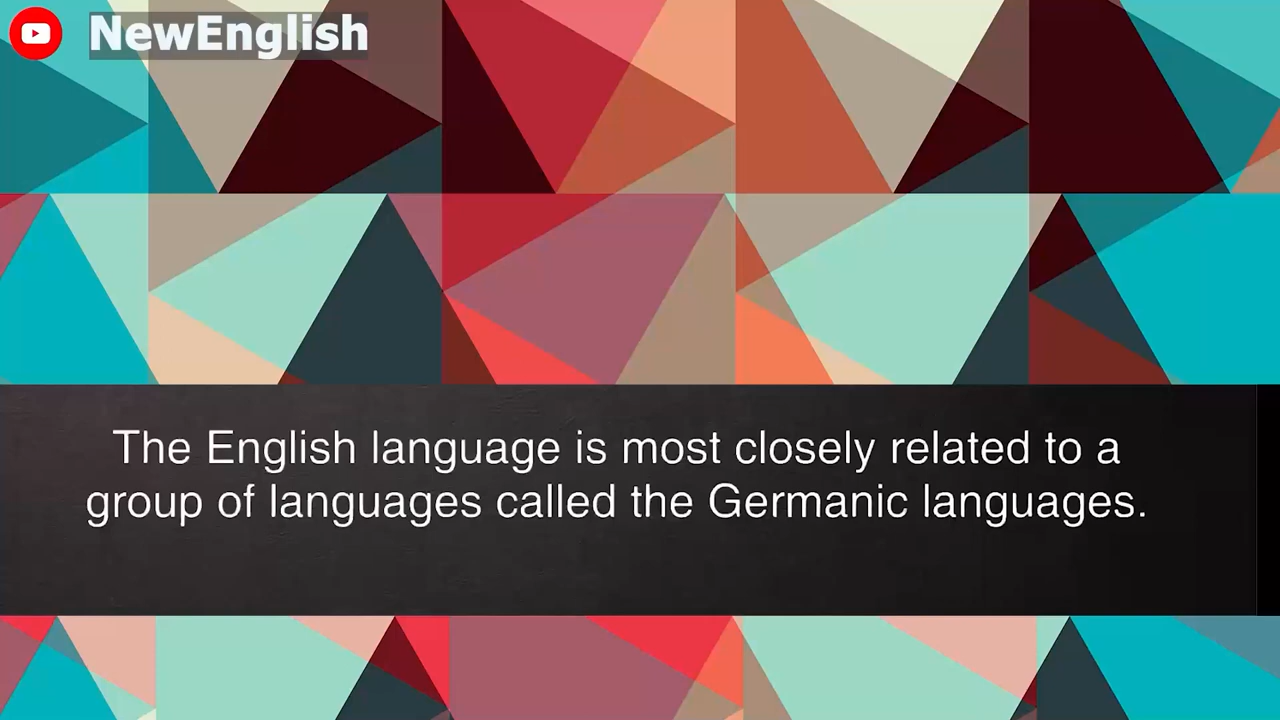 NewEnglish
The English language is most closely related to a
group of languages called the Germanic languages.